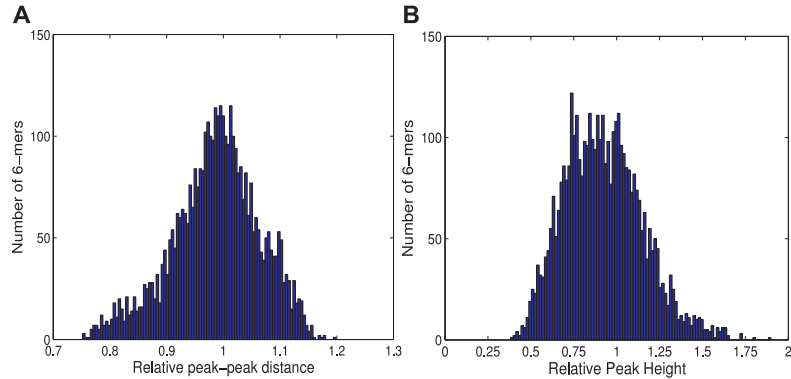 A
B
150
100
50
0
Number of 6-mers
0.7 0.8 0.9 1 1.1 1.2 1.3
Relative peak-peak distance
150
100
50
0
Number of 6-mers
0 0.25 0.5 0.75 1 1.25 1.5 1.75 2
Relative Peak Height